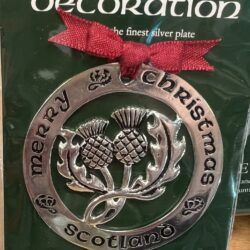 decoration
the finest silver plate
merry
christmas
scotland